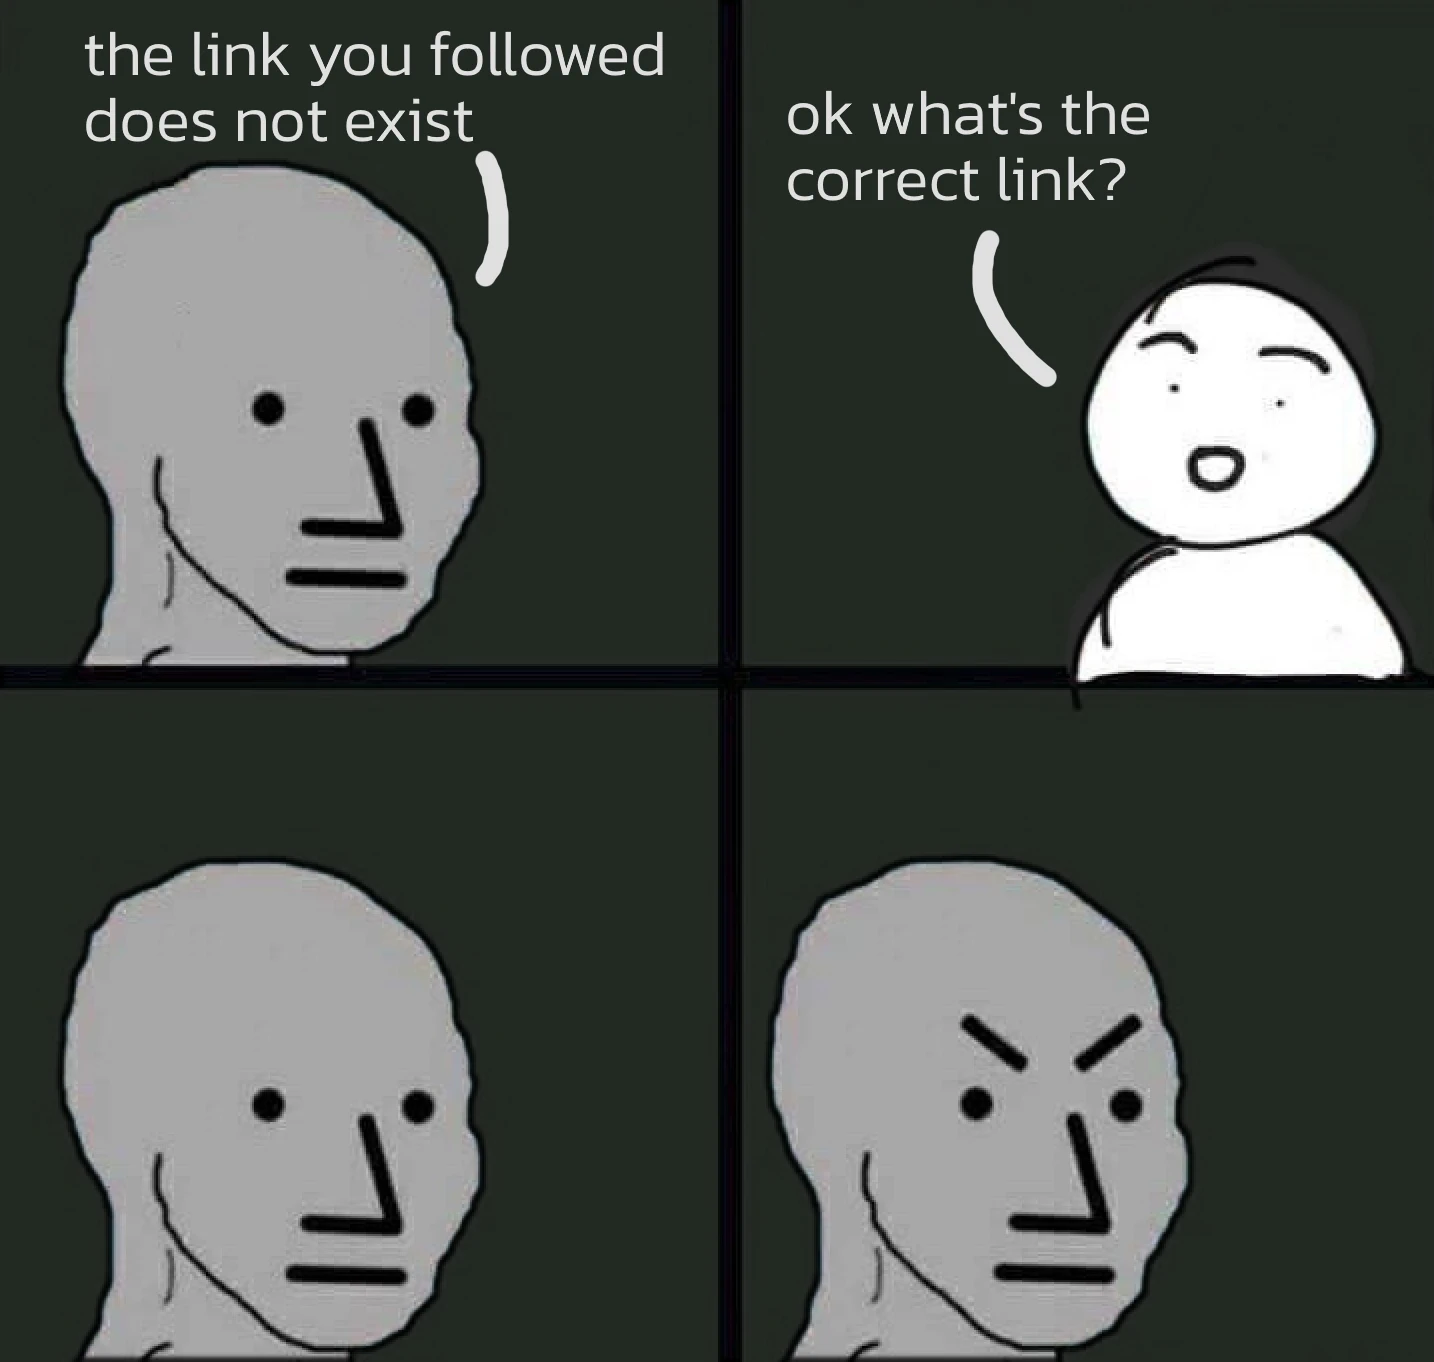 the link you followed
does not exist
ok what's the
correct link?